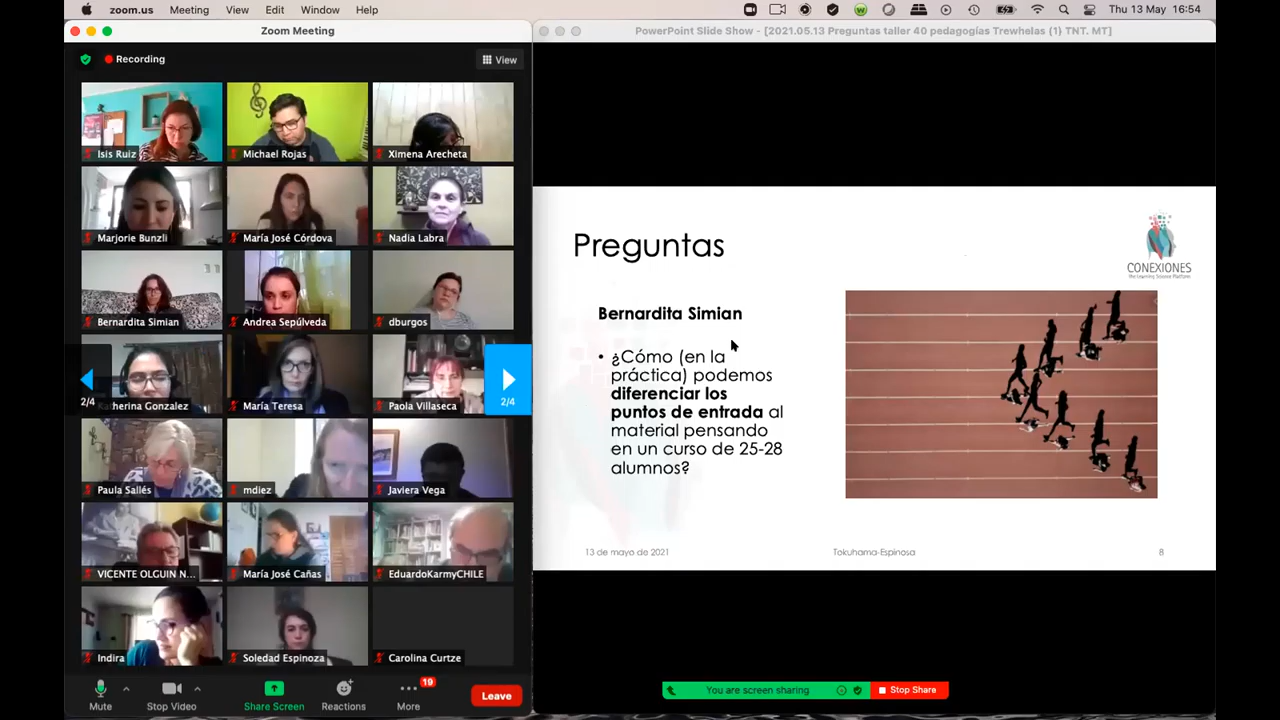 zoom.us Meeting View Edit Window Help
Thu 13 May 16:54
Zoom Meeting
PowerPoint Slide Show - [2021.05.13 Preguntas taller 40 pedagogías Trewhelas (1) TNT. MT]
Recording
View
Isis Ruiz
Michael Rojas
Ximena Arecheta
Marjorie Bunzli
María José Córdova
Nadia Labra
Bernardita Simian
Andrea Sepúlveda
dburgos
Katherina Gonzalez
María Teresa
Paola Villaseca
2/4
2/4
Paula Sallés
mdiez
Javiera Vega
VICENTE OLGUIN N...
María José Cañas
EduardoKarmyCHILE
Indira
Soledad Espinoza
Carolina Curtze
Mute
Stop Video
Share Screen
Reactions
More
19
Leave
Preguntas
CONEXIONES
The Learning Science Platform
Bernardita Simian
• ¿Cómo (en la
práctica) podemos
diferenciar los
puntos de entrada al
material pensando
en un curso de 25-28
alumnos?
13 de mayo de 2021
Tokuhama-Espinosa
8
You are screen sharing
Stop Share